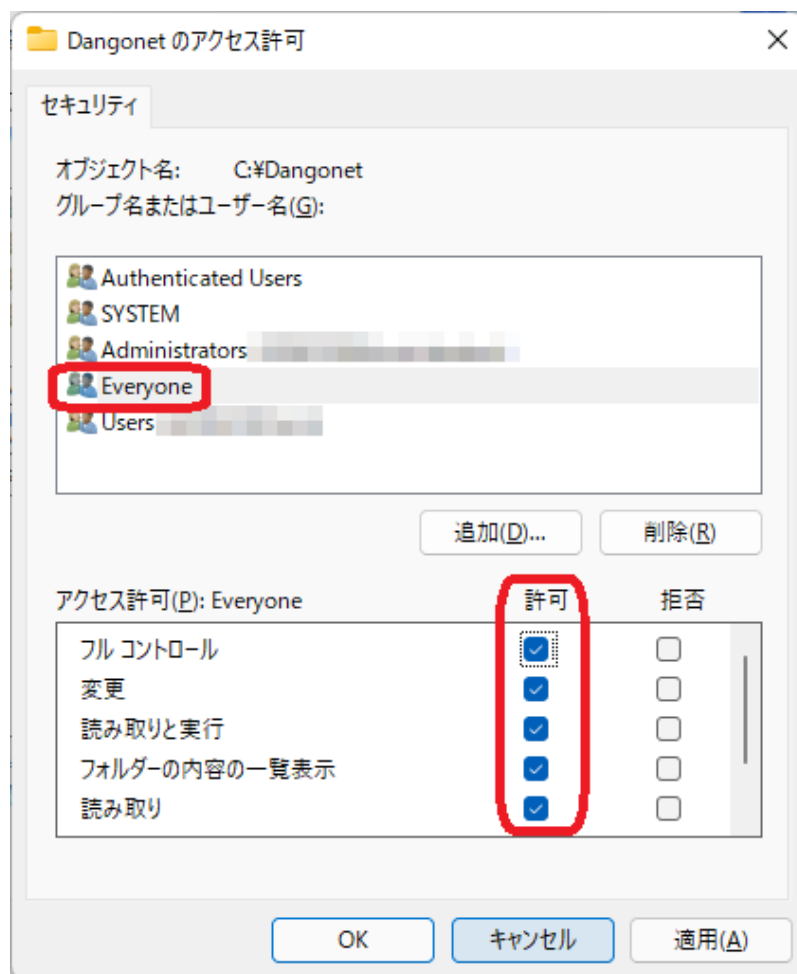 Dangonet のアクセス許可
セキュリティ
オブジェクト名: C:¥Dangonet
グループ名またはユーザー名(G):
Authenticated Users
SYSTEM
Administrators
Everyone
Users
追加(D)... 削除(R)
アクセス許可(P): Everyone 許可 拒否
フル コントロール
変更
読み取りと実行
フォルダーの内容の一覧表示
読み取り
OK キャンセル 適用(A)